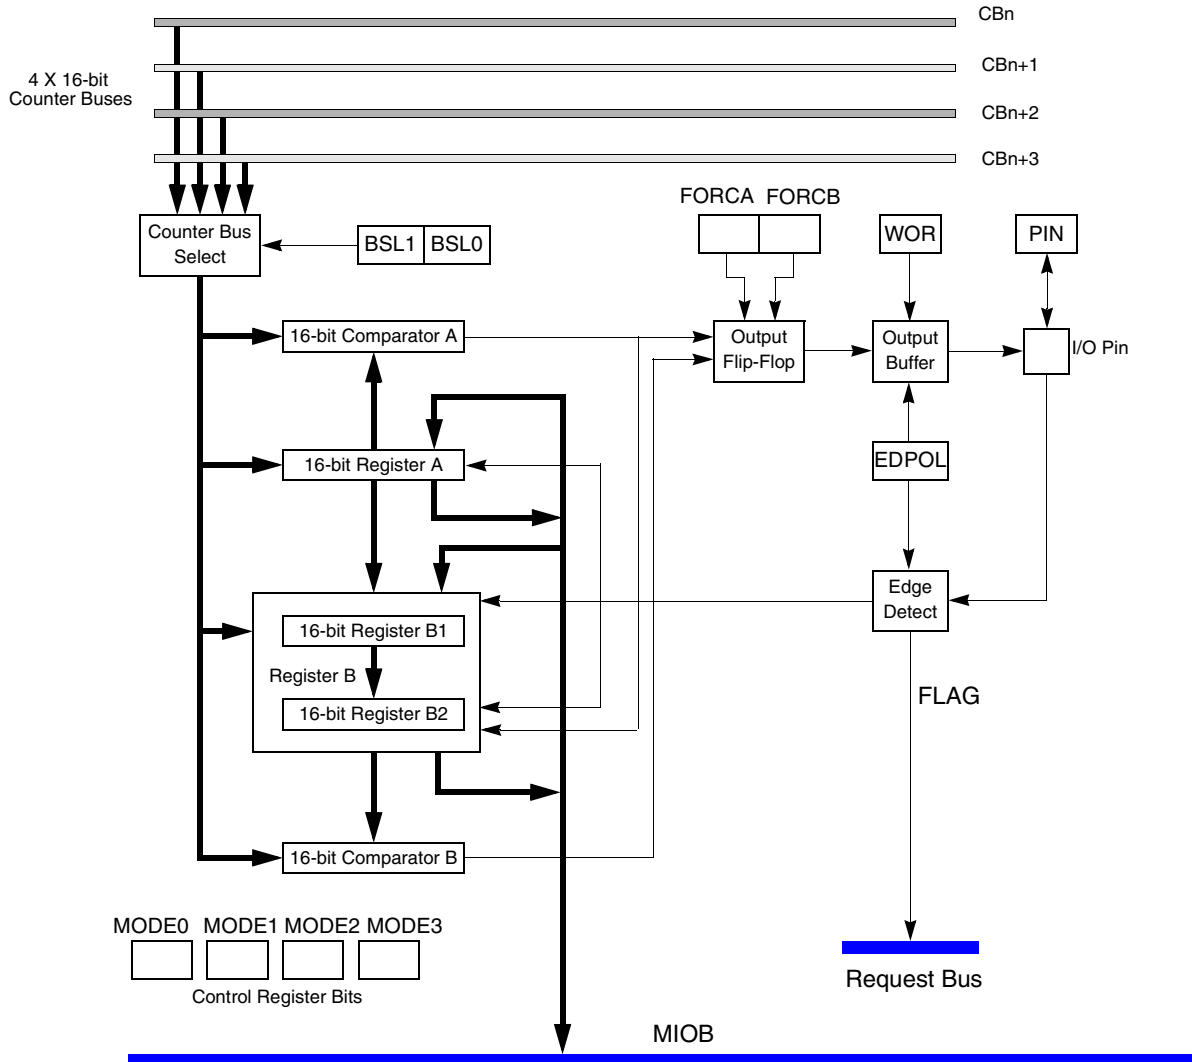 CBn
4 X 16-bit
Counter Buses
CBn+1
CBn+2
CBn+3
FORCA
FORCB
Counter Bus
Select
BSL1
BSL0
WOR
PIN
16-bit Comparator A
Output
Flip-Flop
Output
Buffer
I/O Pin
16-bit Register A
EDPOL
Edge
Detect
16-bit Register B1
Register B
16-bit Register B2
FLAG
16-bit Comparator B
MODE0
MODE1
MODE2
MODE3
Control Register Bits
Request Bus
MIOB